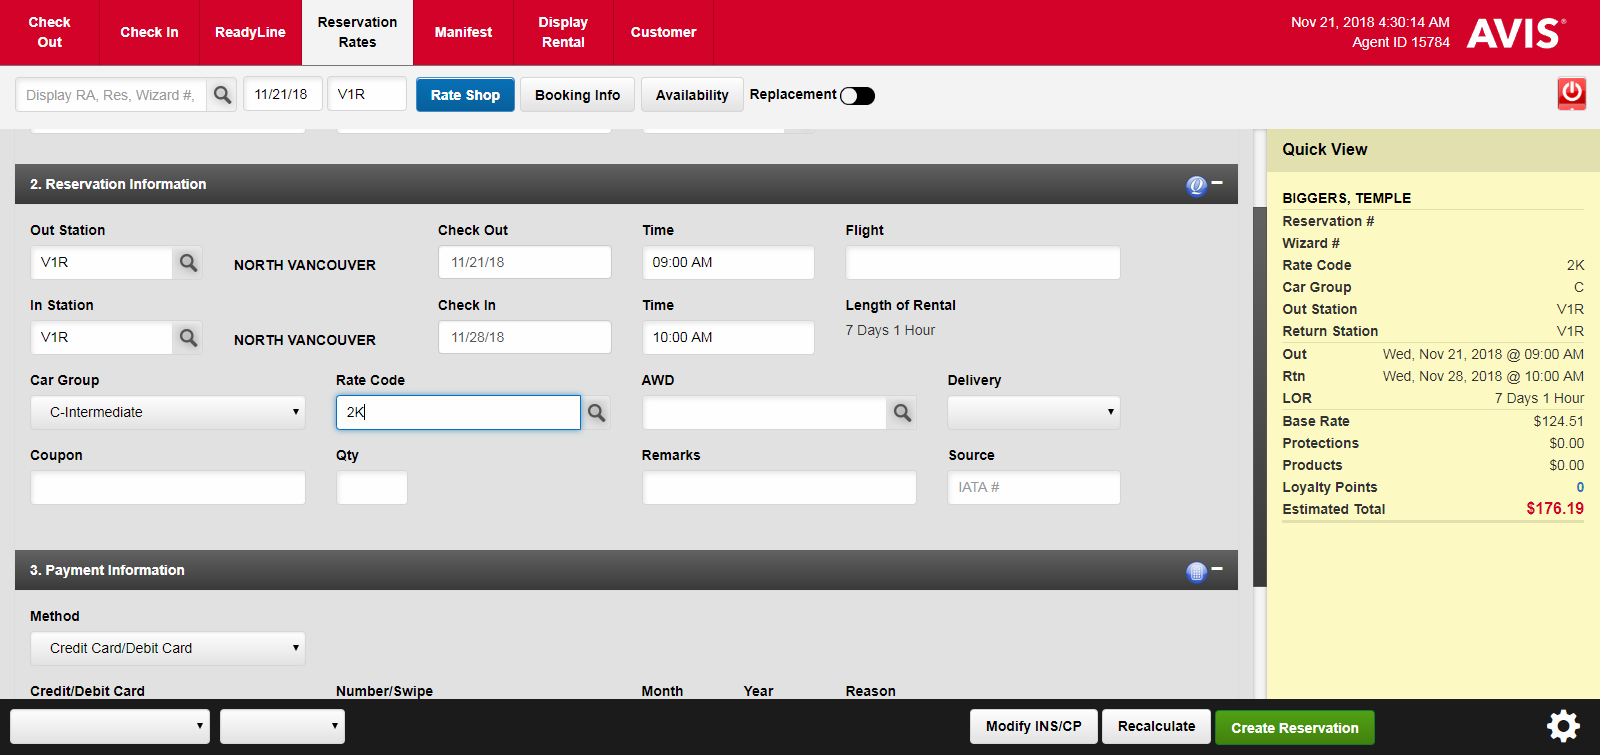 Check Out
Check In
ReadyLine
Reservation Rates
Manifest
Display Rental
Customer
Nov 21, 2018 4:30:14 AM
Agent ID 15784
AVIS
Display RA, Res, Wizard #,
11/21/18
V1R
Rate Shop
Booking Info
Availability
Replacement
Quick View
2. Reservation Information
Out Station
Check Out
Time
Flight
V1R
NORTH VANCOUVER
11/21/18
09:00 AM
In Station
Check In
Time
Length of Rental
V1R
NORTH VANCOUVER
11/28/18
10:00 AM
7 Days 1 Hour
Car Group
Rate Code
AWD
Delivery
C-Intermediate
2K
Coupon
Qty
Remarks
Source
IATA #
3. Payment Information
Method
Credit Card/Debit Card
Credit/Debit Card
Number/Swipe
Month
Year
Reason
BIGGERS, TEMPLE
Reservation #
Wizard #
Rate Code 2K
Car Group C
Out Station V1R
Return Station V1R
Out Wed, Nov 21, 2018 @ 09:00 AM
Rtn Wed, Nov 28, 2018 @ 10:00 AM
LOR 7 Days 1 Hour
Base Rate $124.51
Protections $0.00
Products $0.00
Loyalty Points 0
Estimated Total $176.19
Modify INS/CP
Recalculate
Create Reservation